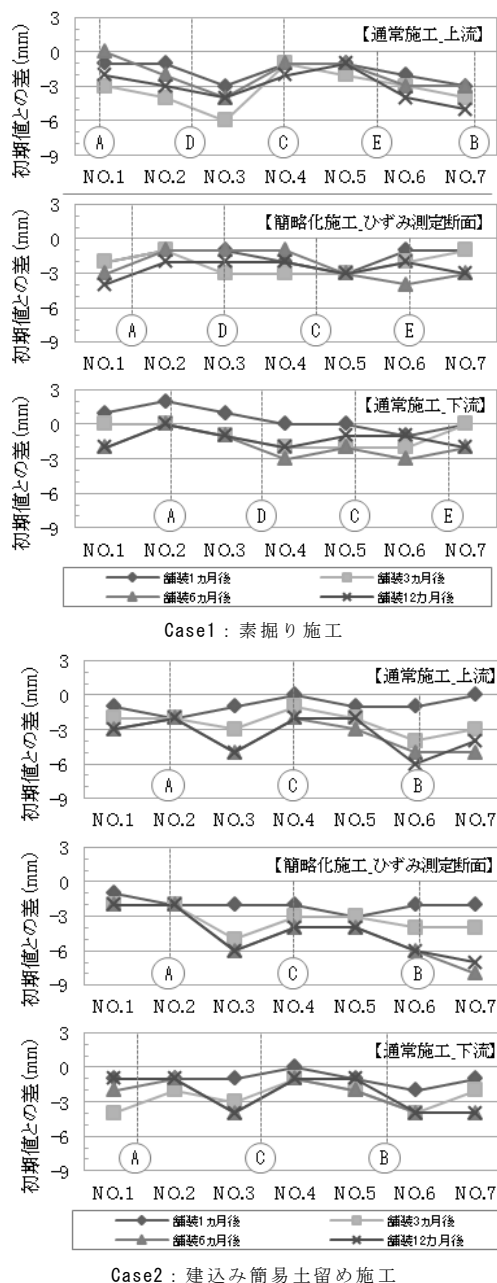 初期値との差(mm)
3
0
-3
-6
-9
【通常施工_上流】
A D C E B
NO.1 NO.2 NO.3 NO.4 NO.5 NO.6 NO.7
初期値との差(mm)
3
0
-3
-6
-9
【簡略化施工_ひずみ測定断面】
A D C E
NO.1 NO.2 NO.3 NO.4 NO.5 NO.6 NO.7
初期値との差(mm)
3
0
-3
-6
-9
【通常施工_下流】
A D C E
NO.1 NO.2 NO.3 NO.4 NO.5 NO.6 NO.7
舗装1カ月後 舗装3カ月後
舗装6カ月後 舗装12カ月後
Case1：素掘り施工
初期値との差(mm)
3
0
-3
-6
-9
【通常施工_上流】
A C B
NO.1 NO.2 NO.3 NO.4 NO.5 NO.6 NO.7
初期値との差(mm)
3
0
-3
-6
-9
【簡略化施工_ひずみ測定断面】
A C B
NO.1 NO.2 NO.3 NO.4 NO.5 NO.6 NO.7
初期値との差(mm)
3
0
-3
-6
-9
【通常施工_下流】
A C B
NO.1 NO.2 NO.3 NO.4 NO.5 NO.6 NO.7
舗装1カ月後 舗装3カ月後
舗装6カ月後 舗装12カ月後
Case2：建込み簡易土留め施工